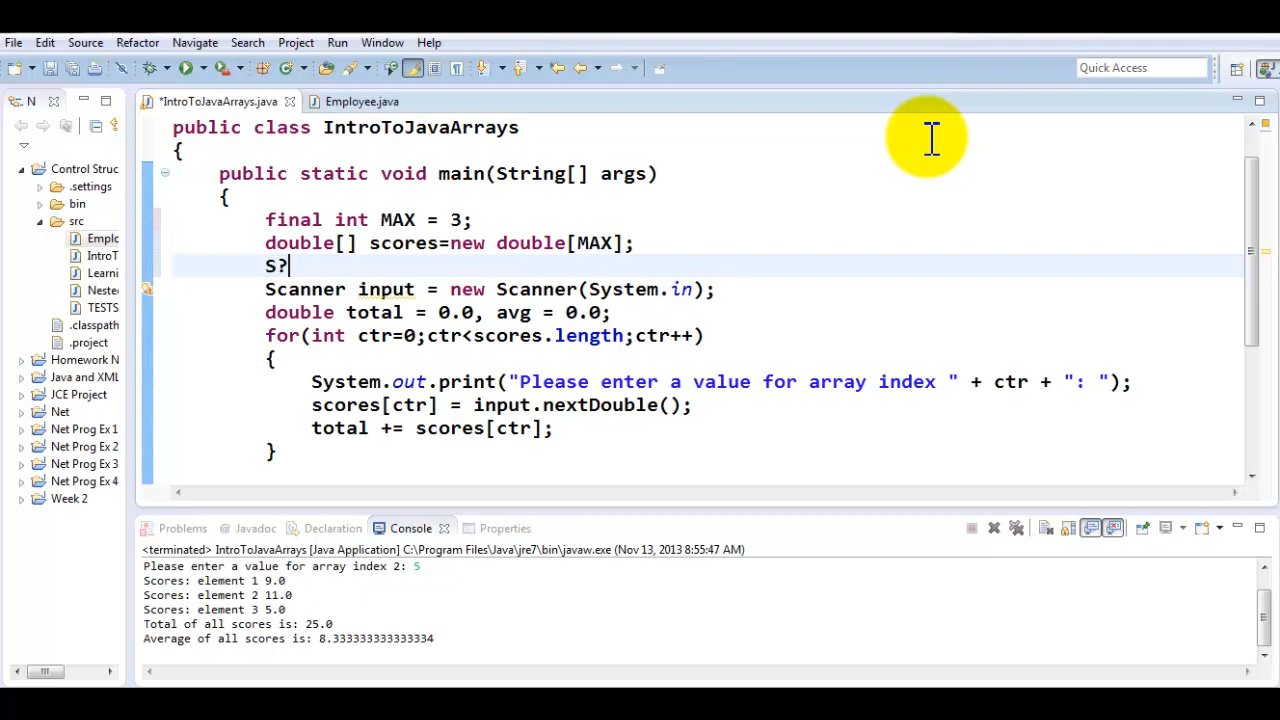 File Edit Source Refactor Navigate Search Project Run Window Help
Quick Access
N
*IntroToJavaArrays.java
Employee.java
Control Struc
.settings
bin
src
Emplo
IntroT
Learni
Neste
TESTS
.classpath
.project
Homework N
Java and XML
JCE Project
Net
Net Prog Ex 1
Net Prog Ex 2
Net Prog Ex 3
Net Prog Ex 4
Week 2
public class IntroToJavaArrays
{
public static void main(String[] args)
{
final int MAX = 3;
double[] scores=new double[MAX];
S?
Scanner input = new Scanner(System.in);
double total = 0.0, avg = 0.0;
for(int ctr=0;ctr<scores.length;ctr++)
{
System.out.print("Please enter a value for array index " + ctr + ": ");
scores[ctr] = input.nextDouble();
total += scores[ctr];
}
Problems @ Javadoc Declaration Console Properties
<terminated> IntroToJavaArrays [Java Application] C:\Program Files\Java\jre7\bin\javaw.exe (Nov 13, 2013 8:55:47 AM)
Please enter a value for array index 2: 5
Scores: element 1 9.0
Scores: element 2 11.0
Scores: element 3 5.0
Total of all scores is: 25.0
Average of all scores is: 8.333333333333334